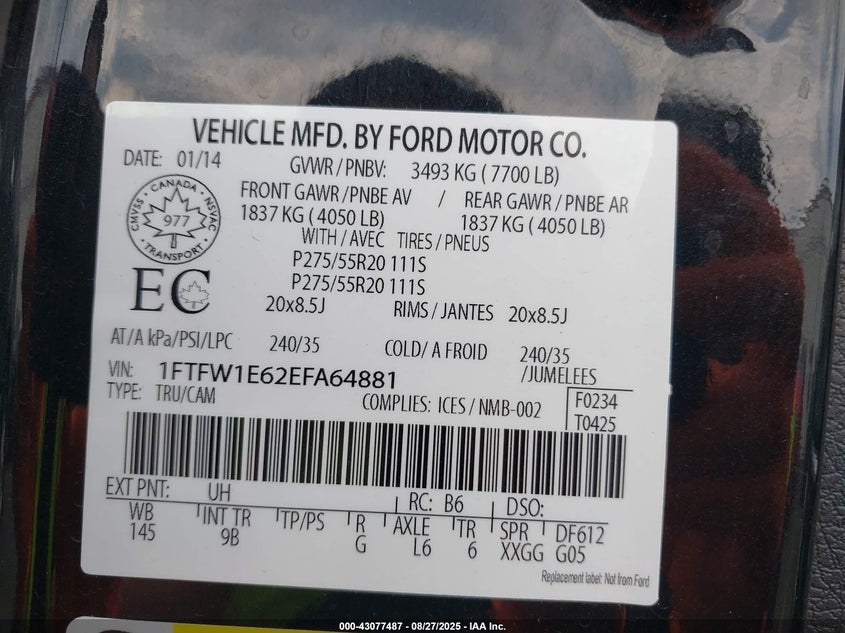 VEHICLE MFD. BY FORD MOTOR CO.
DATE: 01/14
GVWR / PNBV: 3493 KG ( 7700 LB)
FRONT GAWR / PNBE AV / REAR GAWR / PNBE AR
1837 KG ( 4050 LB) 1837 KG ( 4050 LB)
WITH / AVEC TIRES / PNEUS
P275/55R20 111S
P275/55R20 111S
20x8.5J RIMS / JANTES 20x8.5J
CANADA
CMVSS NSVAC
977
TRANSPORT
EC
AT/A kPa/PSI/LPC 240/35 COLD/ A FROID 240/35
VIN: 1FTFW1E62EFA64881 /JUMELEES
TYPE: TRU/CAM COMPLIES: ICES / NMB-002 F0234
T0425
EXT PNT: UH RC: B6 DSO:
WB INT TR TP/PS R AXLE TR SPR DF612
145 9B G L6 6 XXGG G05
Replacement label: Not from Ford
000-43077487 - 08/27/2025 - IAA Inc.